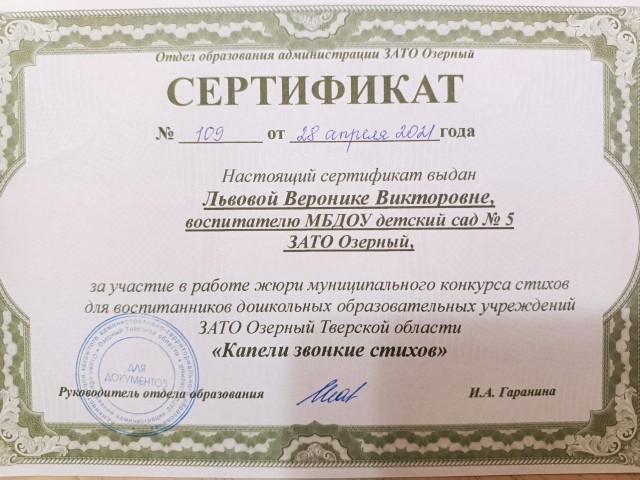 Отдел образования администрации ЗАТО Озерный
СЕРТИФИКАТ
№ 109 от 28 апреля 2021 года
Настоящий сертификат выдан
Львовой Веронике Викторовне,
воспитателю МБДОУ детский сад № 5
ЗАТО Озерный,
за участие в работе жюри муниципального конкурса стихов
для воспитанников дошкольных образовательных учреждений
ЗАТО Озерный Тверской области
«Капели звонкие стихов»
ДЛЯ
ДОКУМЕНТОВ
Руководитель отдела образования И.А. Гаранина